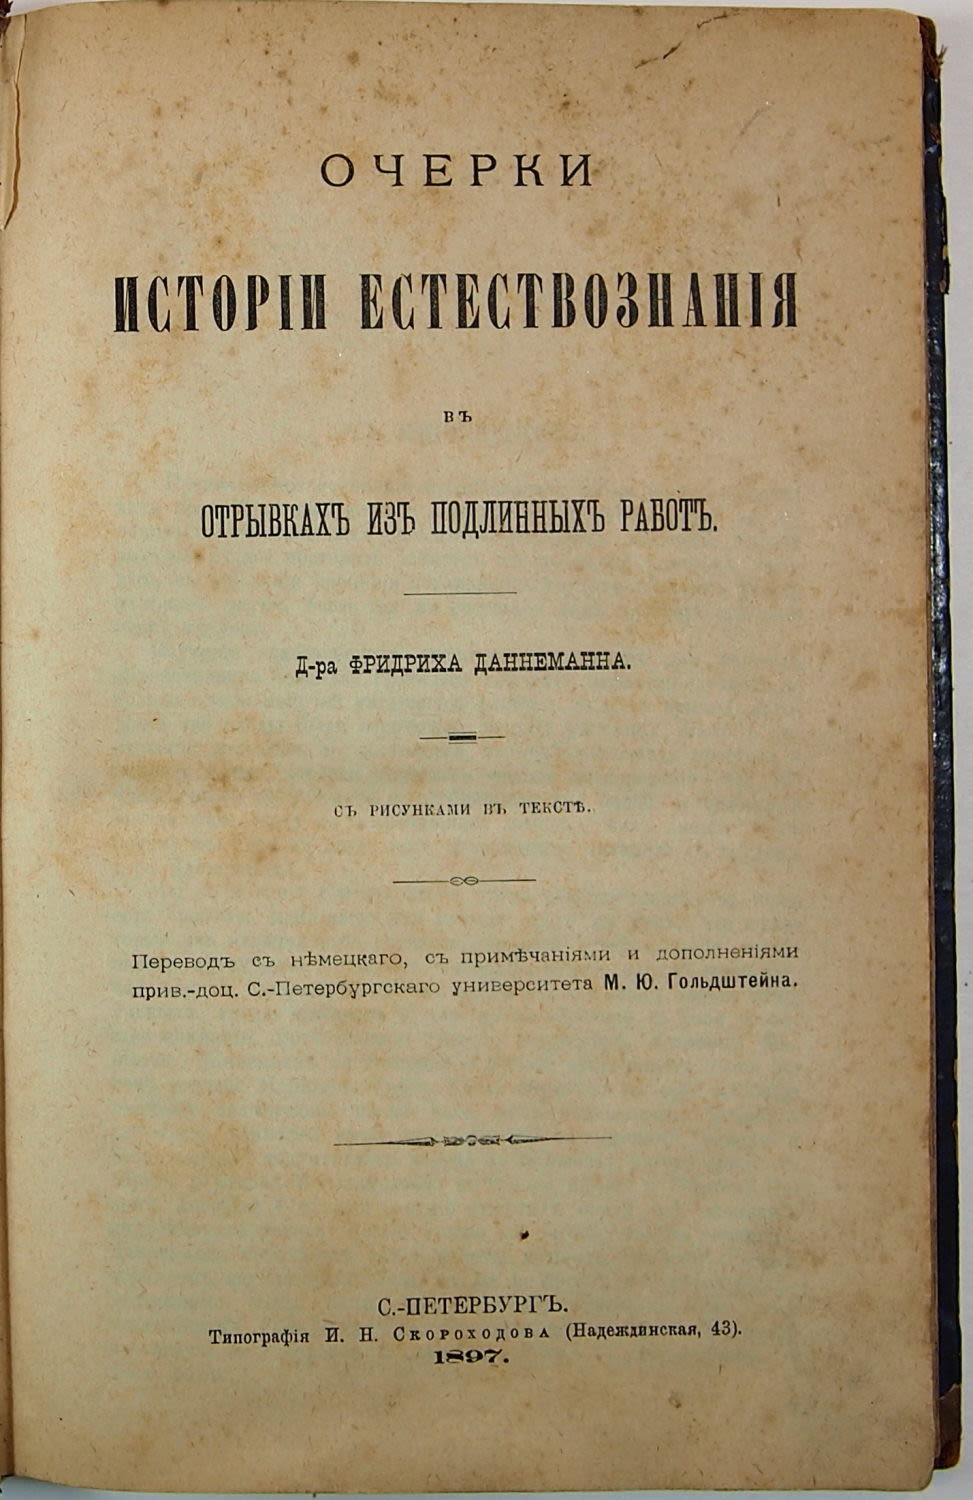 ОЧЕРКИ
ИСТОРІИ ЕСТЕСТВОЗНАНІЯ
ВЪ
ОТРЫВКАХЪ ИЗЪ ПОДЛИННЫХЪ РАБОТЪ.
Д-ра ФРИДРИХА ДАННЕМАННА.
СЪ РИСУНКАМИ ВЪ ТЕКСТѢ.
Переводъ съ нѣмецкаго, съ примѣчаніями и дополненіями
прив.-доц. С.-Петербургскаго университета М. Ю. Гольдштейна.
С.-ПЕТЕРБУРГЪ.
Типографія И. Н. Скороходова (Надеждинская, 43).
1897.